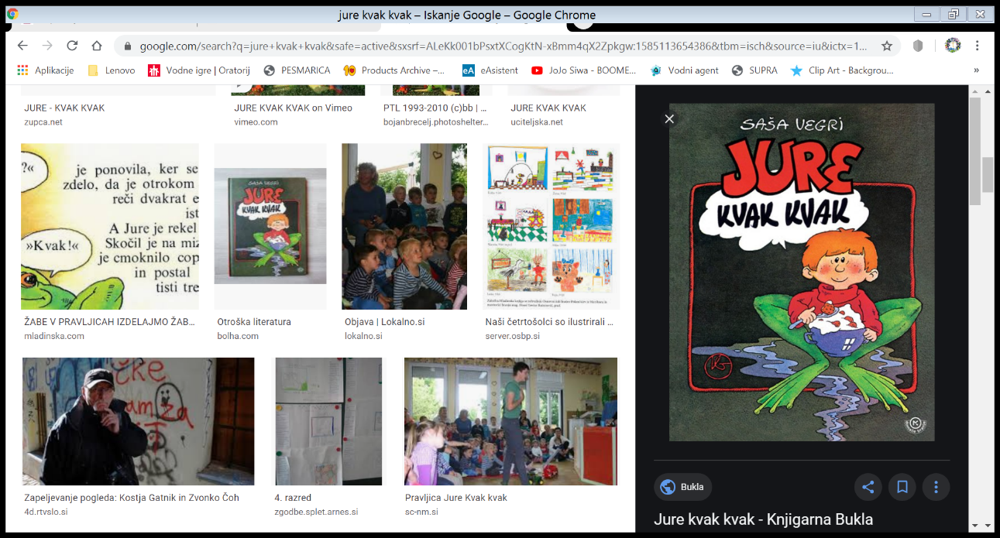 jure kvak kvak – Iskanje Google – Google Chrome
google.com/search?q=jure+kvak+kvak&safe=active&sxsrf=ALeKk001bPsxtXCogKtN-xBmm4qX2Zpkgw:1585113654386&tbm=isch&source=iu&ictx=1...
Aplikacije
Lenovo
Vodne igre | Oratorij
PESMARICA
Products Archive –...
eA
eAsistent
JoJo Siwa - BOOME...
Vodni agent
SUPRA
Clip Art - Backgrou...
»
JURE - KVAK KVAK
zupca.net
JURE KVAK KVAK on Vimeo
vimeo.com
PTL 1993-2010 (c)bb | ...
bojanbrecelj.photoshelter...
JURE KVAK KVAK
uciteljska.net
?«
je ponovila, ker se
zdelo, da je otrokom
reči dvakrat e
ist
A Jure je rekel
Skočil je na miz
je cmoknilo cop
in postal
tisti tre
»Kvak!«
ŽABE V PRAVLJICAH IZDELAJMO ŽAB...
mladinska.com
SAŠA VEGRI
JURE
KVAK KVAK
Otroška literatura
bolha.com
Objava | Lokalno.si
lokalno.si
Naši četrtošolci so ilustrirali ...
server.osbp.si
Zapeljevanje pogleda: Kostja Gatnik in Zvonko Čoh
4d.rtvslo.si
4. razred
zgodbe.splet.arnes.si
Pravljica Jure Kvak kvak
sc-nm.si
SAŠA VEGRI
JURE
KVAK KVAK
Bukla
Jure kvak kvak - Knjigarna Bukla